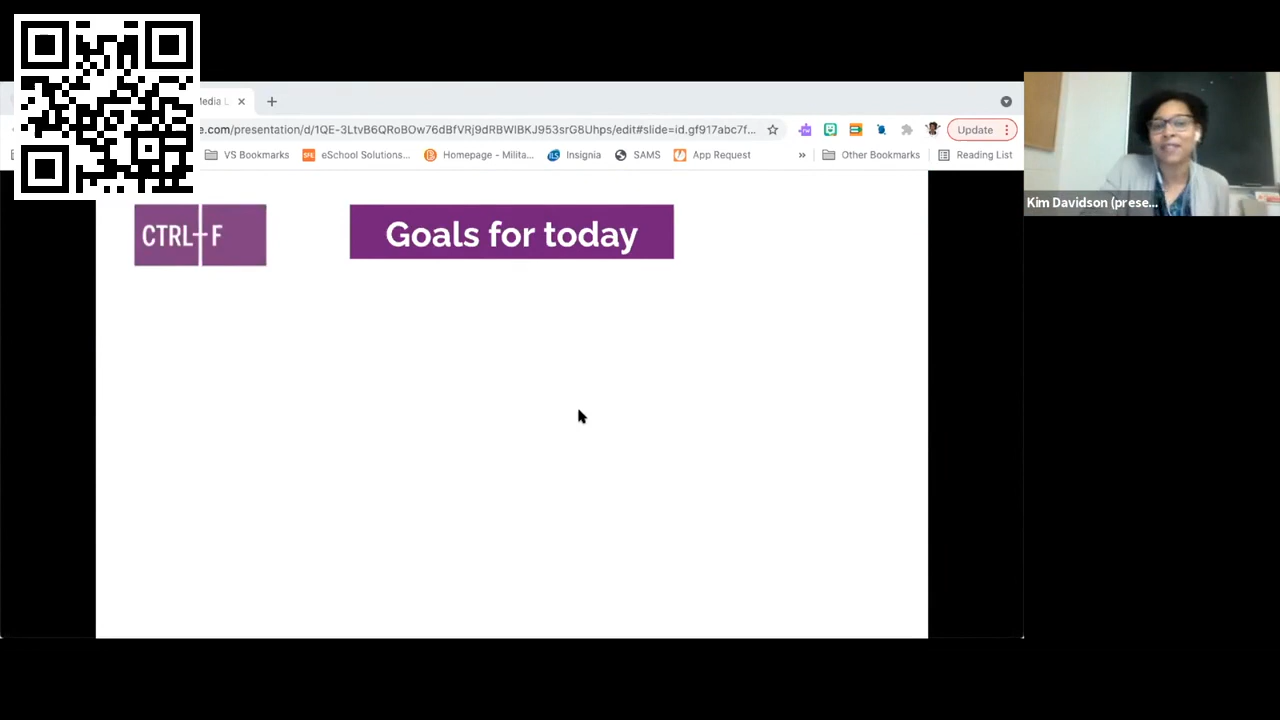 Media L
e.com/presentation/d/1QE-3LtvB6QRoBOw76dBfVRj9dRBWIBKJ953srG8Uhps/edit#slide=id.gf917abc7f...
Update
VS Bookmarks
eSchool Solutions...
Homepage - Milita...
Insignia
SAMS
App Request
»
Other Bookmarks
Reading List
CTRL+F
Goals for today
Kim Davidson (prese...